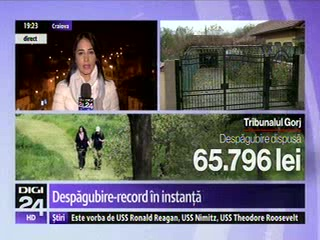 19:23
Craiova
direct
24
Tribunalul Gorj
Despăgubire dispusă
65.796 lei
DIGI
24
HD
Despăgubire-record în instanță
Știri
Este vorba de USS Ronald Reagan, USS Nimitz, USS Theodore Roosevelt